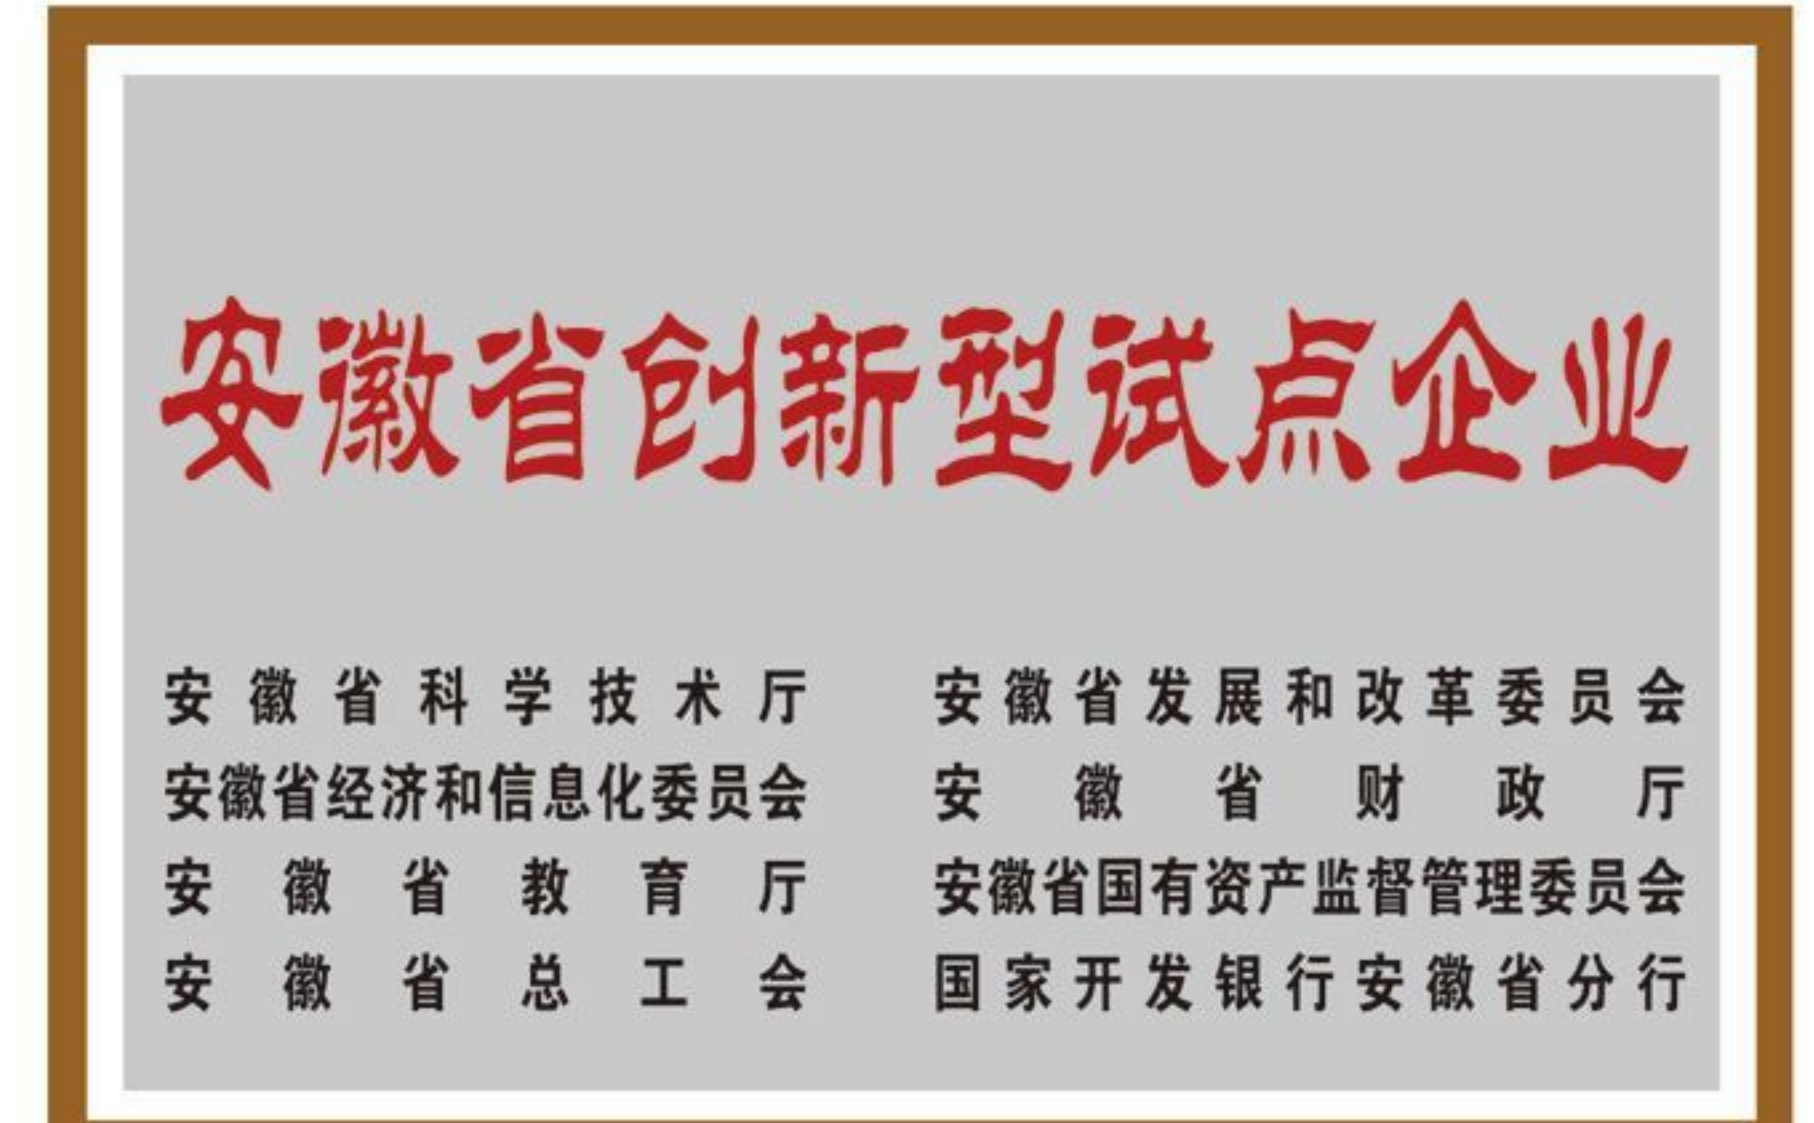 安徽省创新型试点企业
安徽省科学技术厅
安徽省发展和改革委员会
安徽省经济和信息化委员会
安徽省财政厅
安徽省教育厅
安徽省国有资产监督管理委员会
安徽省总工会
国家开发银行安徽省分行